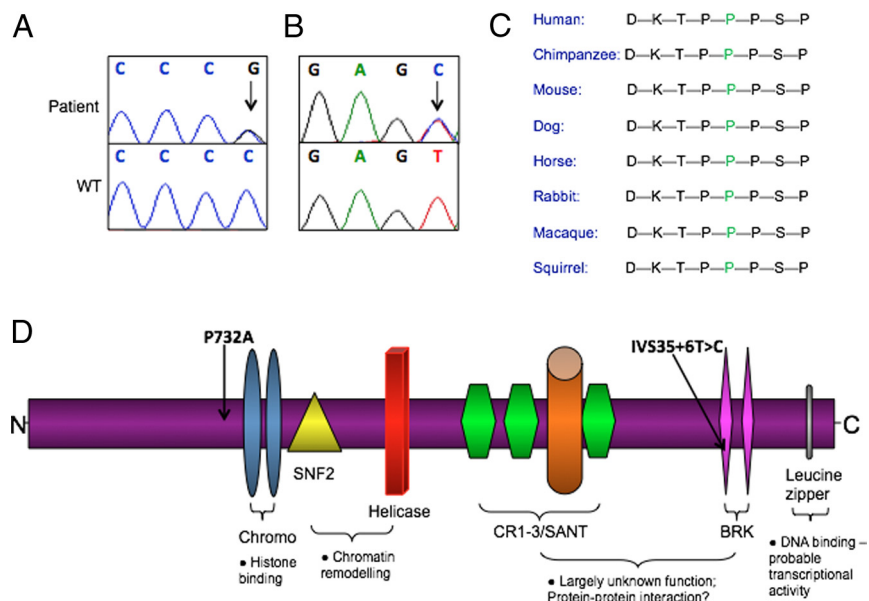 A
B
C
C C C G
G A G C
Patient
C C C C
G A G T
WT
Human: D–K–T–P–P–P–S–P
Chimpanzee: D–K–T–P–P–P–S–P
Mouse: D–K–T–P–P–P–S–P
Dog: D–K–T–P–P–P–S–P
Horse: D–K–T–P–P–P–S–P
Rabbit: D–K–T–P–P–P–S–P
Macaque: D–K–T–P–P–P–S–P
Squirrel: D–K–T–P–P–P–S–P
D
P732A
IVS35+6T>C
N
C
SNF2
Helicase
Chromo
• Histone
binding
• Chromatin
remodelling
CR1-3/SANT
BRK
• Largely unknown function;
Protein-protein interaction?
Leucine
zipper
• DNA binding –
probable
transcriptional
activity